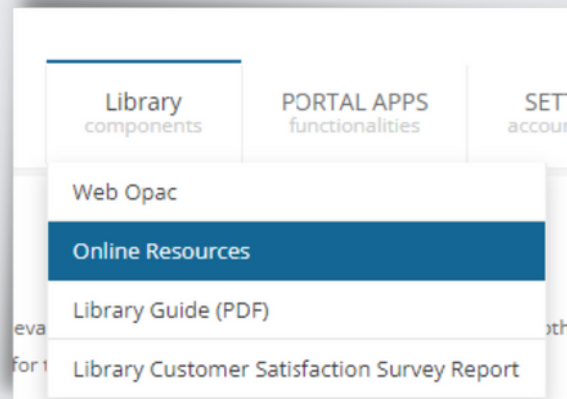 Library PORTAL APPS
components functionalities
Web Opac
Online Resources
Library Guide (PDF)
Library Customer Satisfaction Survey Report